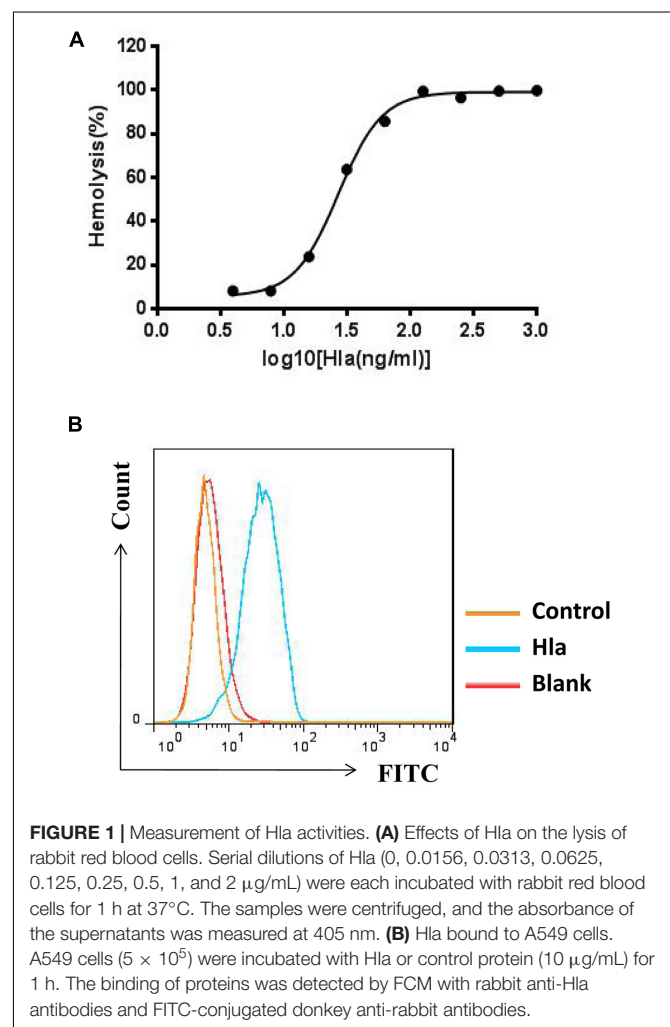 A
120
100
80
60
40
20
0
Hemolysis(%)
0.0 0.5 1.0 1.5 2.0 2.5 3.0
log10[Hla(ng/ml)]
B
Count
0
10^0 10^1 10^2 10^3 10^4
FITC
Control
Hla
Blank
FIGURE 1 | Measurement of Hla activities. (A) Effects of Hla on the lysis of
rabbit red blood cells. Serial dilutions of Hla (0, 0.0156, 0.0313, 0.0625,
0.125, 0.25, 0.5, 1, and 2 μg/mL) were each incubated with rabbit red blood
cells for 1 h at 37°C. The samples were centrifuged, and the absorbance of
the supernatants was measured at 405 nm. (B) Hla bound to A549 cells.
A549 cells (5 × 10⁵) were incubated with Hla or control protein (10 μg/mL) for
1 h. The binding of proteins was detected by FCM with rabbit anti-Hla
antibodies and FITC-conjugated donkey anti-rabbit antibodies.